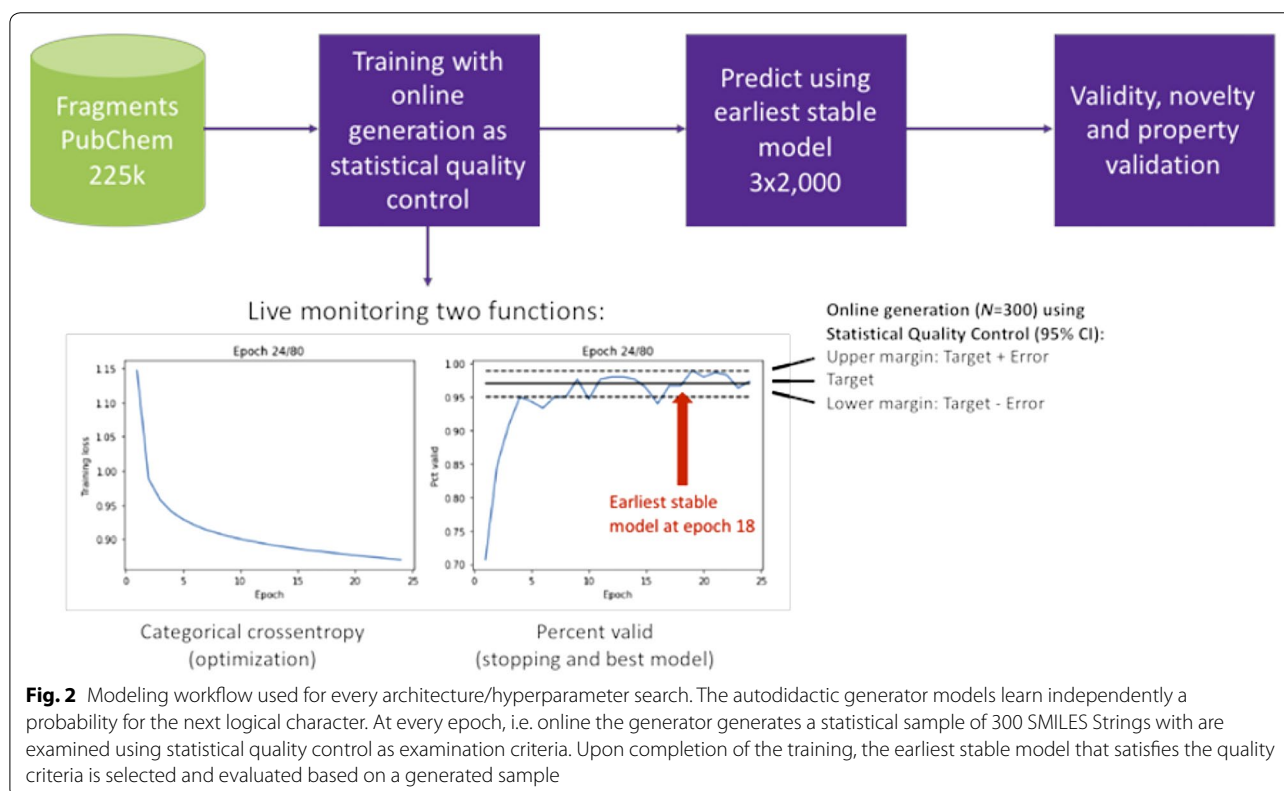 Fragments
PubChem
225k
Training with
online
generation as
statistical quality
control
Predict using
earliest stable
model
3x2,000
Validity, novelty
and property
validation
Live monitoring two functions:
Epoch 24/80
1.15
1.10
1.05
1.00
0.95
0.90
Training loss
0
5
10
15
20
25
Epoch
Categorical crossentropy
(optimization)
Epoch 24/80
1.00
0.95
0.90
0.85
0.80
0.75
0.70
Pct valid
0
5
10
15
20
25
Epoch
Earliest stable
model at epoch 18
Percent valid
(stopping and best model)
Online generation (N=300) using
Statistical Quality Control (95% CI):
Upper margin: Target + Error
Target
Lower margin: Target - Error
Fig. 2 Modeling workflow used for every architecture/hyperparameter search. The autodidactic generator models learn independently a
probability for the next logical character. At every epoch, i.e. online the generator generates a statistical sample of 300 SMILES Strings with are
examined using statistical quality control as examination criteria. Upon completion of the training, the earliest stable model that satisfies the quality
criteria is selected and evaluated based on a generated sample